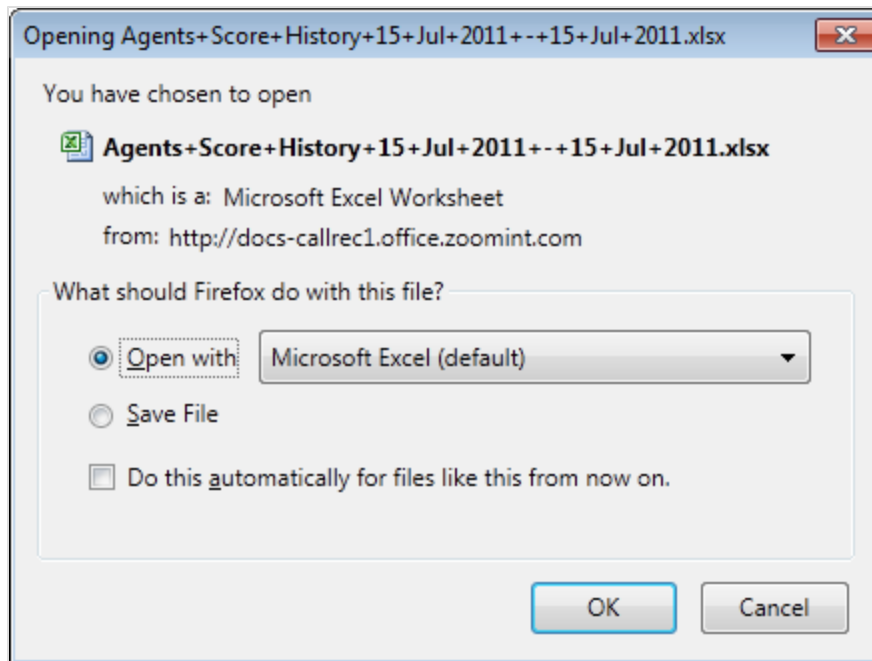 Opening Agents+Score+History+15+Jul+2011+-+15+Jul+2011.xlsx
You have chosen to open
Agents+Score+History+15+Jul+2011+-+15+Jul+2011.xlsx
which is a: Microsoft Excel Worksheet
from: http://docs-callrec1.office.zoomint.com
What should Firefox do with this file?
Open with Microsoft Excel (default)
Save File
Do this automatically for files like this from now on.
OK Cancel